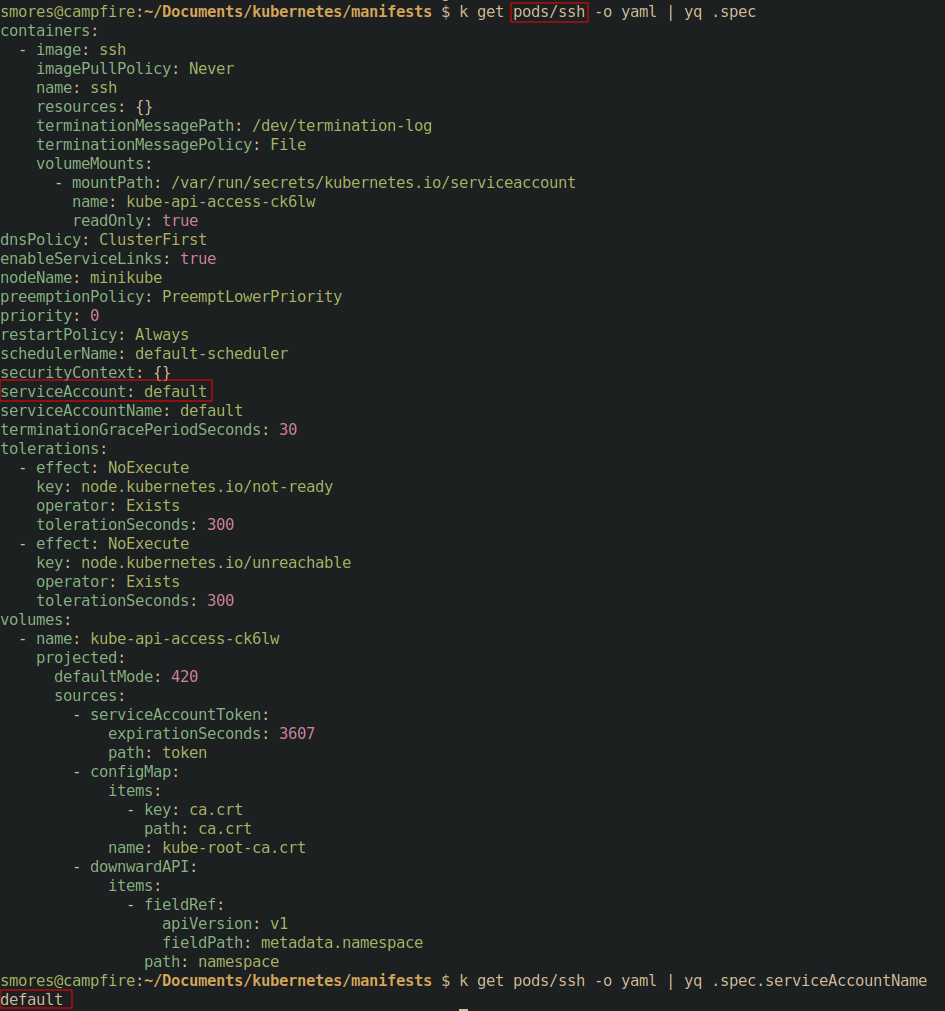 smores@campfire:~/Documents/kubernetes/manifests $ k get pods/ssh -o yaml | yq .spec
containers:
  - image: ssh
    imagePullPolicy: Never
    name: ssh
    resources: {}
    terminationMessagePath: /dev/termination-log
    terminationMessagePolicy: File
    volumeMounts:
      - mountPath: /var/run/secrets/kubernetes.io/serviceaccount
        name: kube-api-access-ck6lw
        readOnly: true
dnsPolicy: ClusterFirst
enableServiceLinks: true
nodeName: minikube
preemptionPolicy: PreemptLowerPriority
priority: 0
restartPolicy: Always
schedulerName: default-scheduler
securityContext: {}
serviceAccount: default
serviceAccountName: default
terminationGracePeriodSeconds: 30
tolerations:
  - effect: NoExecute
    key: node.kubernetes.io/not-ready
    operator: Exists
    tolerationSeconds: 300
  - effect: NoExecute
    key: node.kubernetes.io/unreachable
    operator: Exists
    tolerationSeconds: 300
volumes:
  - name: kube-api-access-ck6lw
    projected:
      defaultMode: 420
      sources:
        - serviceAccountToken:
            expirationSeconds: 3607
            path: token
        - configMap:
            items:
              - key: ca.crt
                path: ca.crt
            name: kube-root-ca.crt
        - downwardAPI:
            items:
              - fieldRef:
                  apiVersion: v1
                  fieldPath: metadata.namespace
                path: namespace
smores@campfire:~/Documents/kubernetes/manifests $ k get pods/ssh -o yaml | yq .spec.serviceAccountName
default